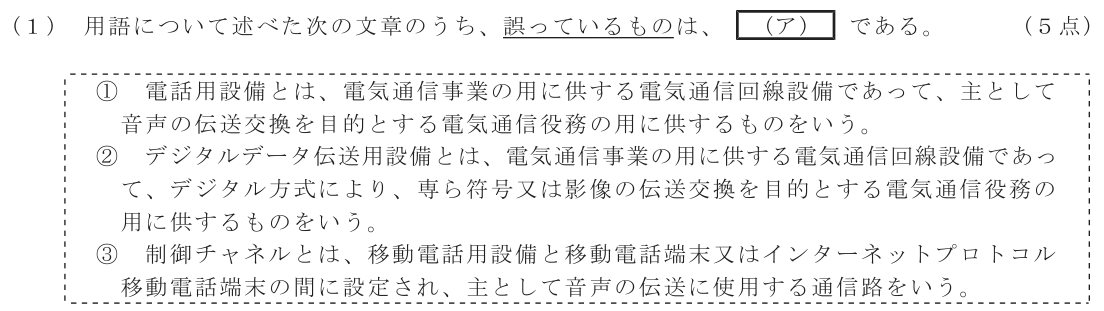 (1) 用語について述べた次の文章のうち、誤っているものは、 (ア) である。 (5点)
① 電話用設備とは、電気通信事業の用に供する電気通信回線設備であって、主として
音声の伝送交換を目的とする電気通信役務の用に供するものをいう。
② デジタルデータ伝送用設備とは、電気通信事業の用に供する電気通信回線設備であっ
て、デジタル方式により、専ら符号又は影像の伝送交換を目的とする電気通信役務の
用に供するものをいう。
③ 制御チャネルとは、移動電話用設備と移動電話端末又はインターネットプロトコル
移動電話端末の間に設定され、主として音声の伝送に使用する通信路をいう。